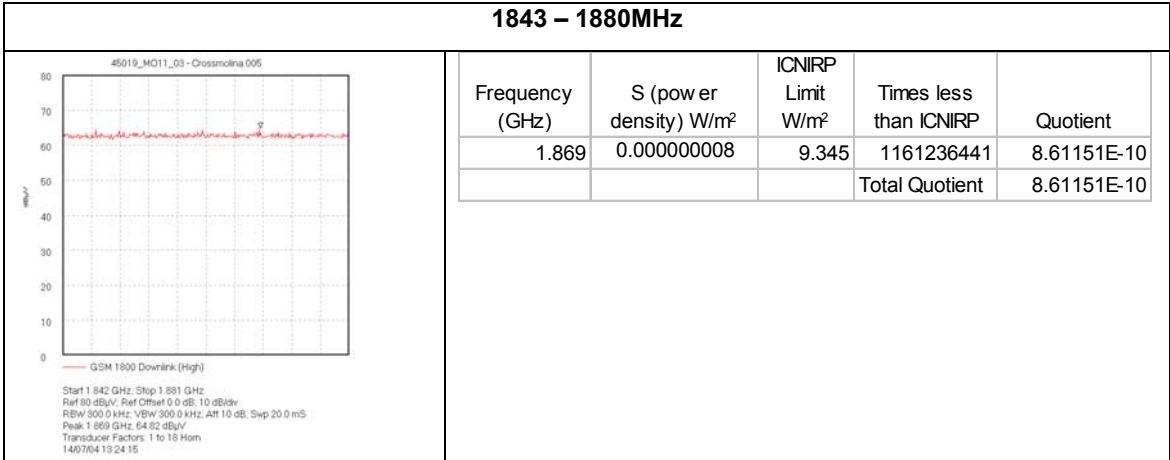 1843 – 1880MHz
45019_MO11_03 - Crossmolina 005
80
70
60
50
40
30
20
10
0
dBµV
GSM 1800 Downlink (High)
Start 1.842 GHz; Stop 1.881 GHz
Ref 80 dBµV; Ref Offset 0.0 dB; 10 dB/div
RBW 300.0 kHz; VBW 300.0 kHz; Att 10 dB; Swp 20.0 mS
Peak 1.869 GHz, 64.82 dBµV
Transducer Factors: 1 to 18 Horn
14/07/04 13:24:15
Frequency (GHz) S (power density) W/m² ICNIRP Limit W/m² Times less than ICNIRP Quotient
1.869 0.000000008 9.345 1161236441 8.61151E-10
Total Quotient 8.61151E-10